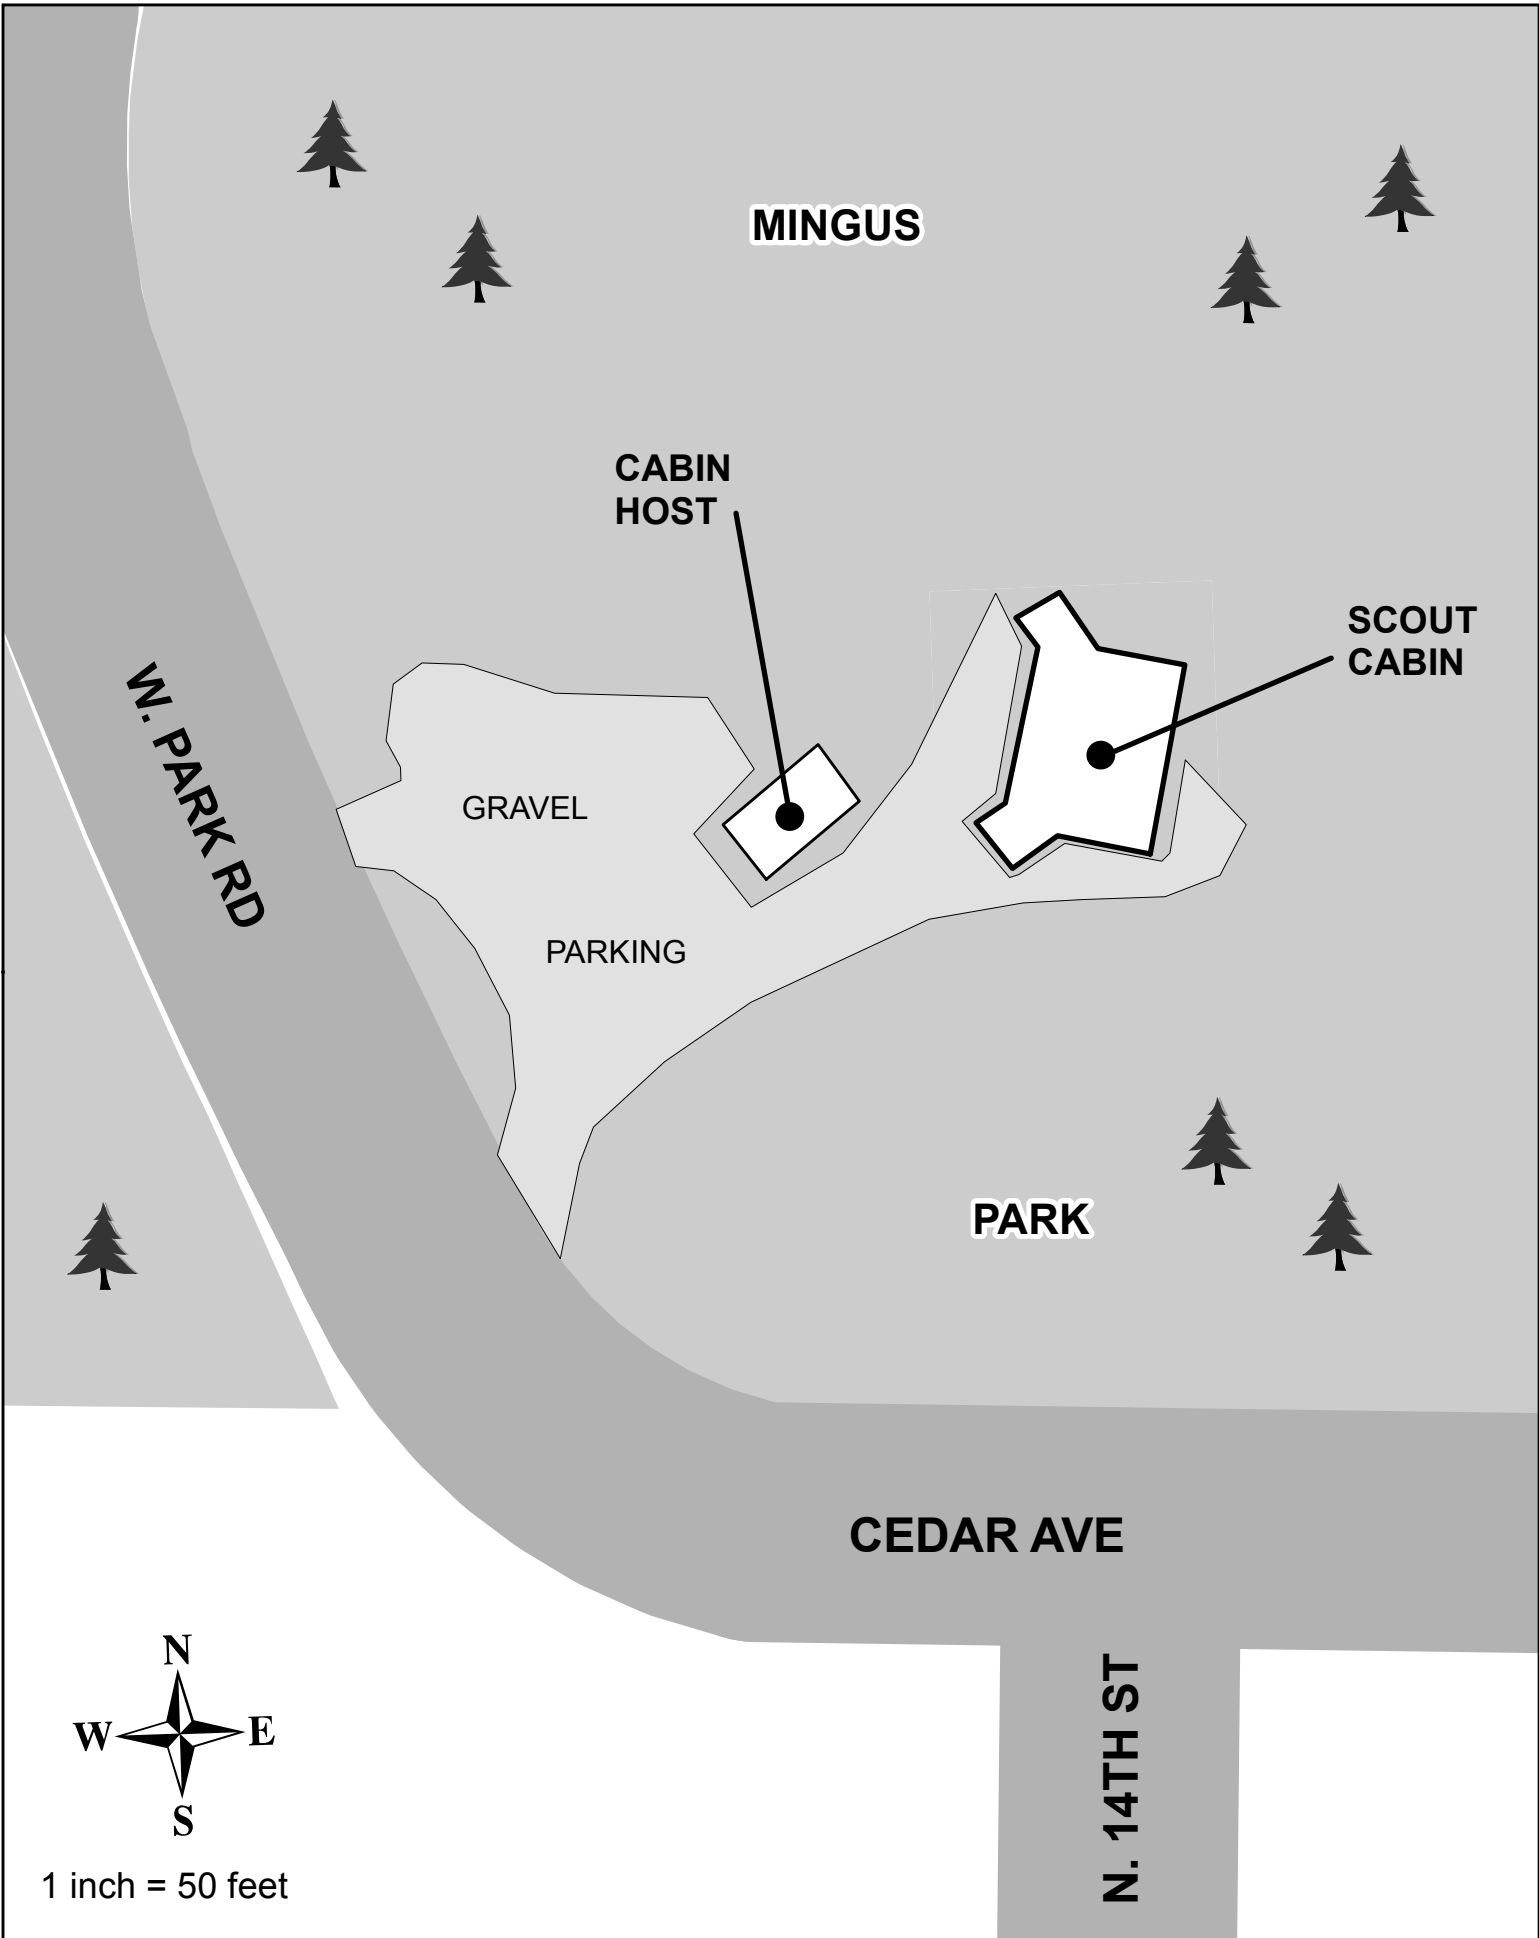 MINGUS
CABIN
HOST
SCOUT
CABIN
W. PARK RD
GRAVEL
PARKING
PARK
CEDAR AVE
N. 14TH ST
N
W E
S
1 inch = 50 feet